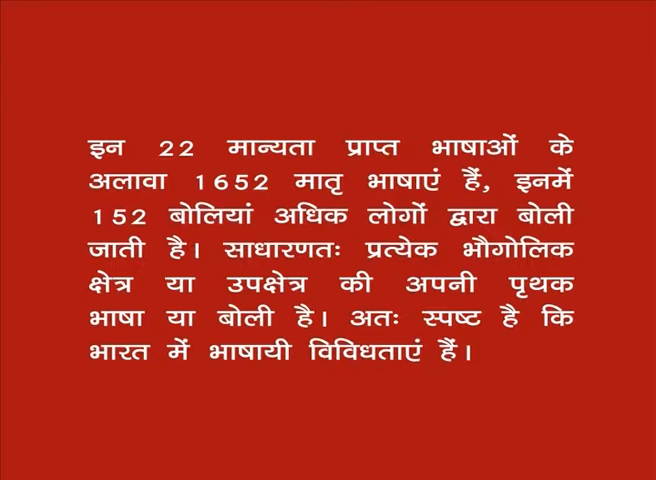 इन 22 मान्यता प्राप्त भाषाओं के
अलावा 1652 मातृ भाषाएं हैं, इनमें
152 बोलियां अधिक लोगों द्वारा बोली
जाती है। साधारणतः प्रत्येक भौगोलिक
क्षेत्र या उपक्षेत्र की अपनी पृथक
भाषा या बोली है। अतः स्पष्ट है कि
भारत में भाषायी विविधताएं हैं।